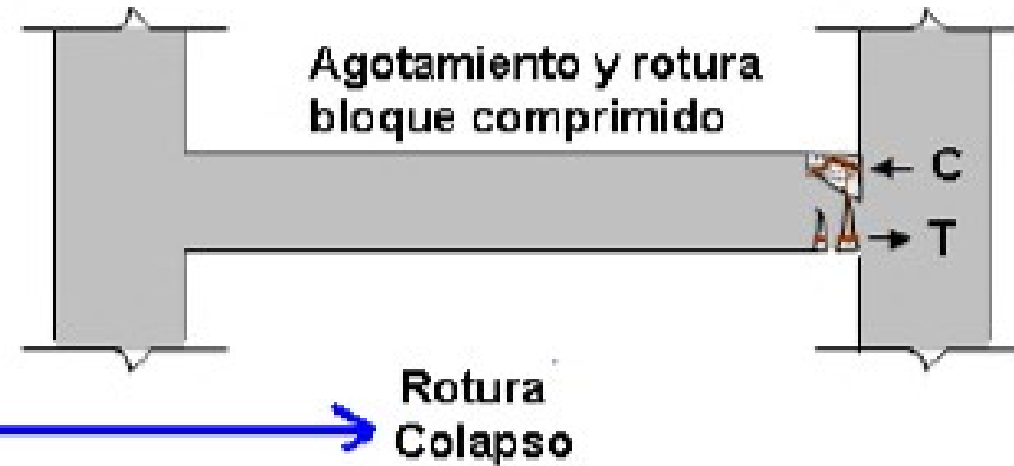 Agotamiento y rotura
bloque comprimido
C
T
Rotura
Colapso